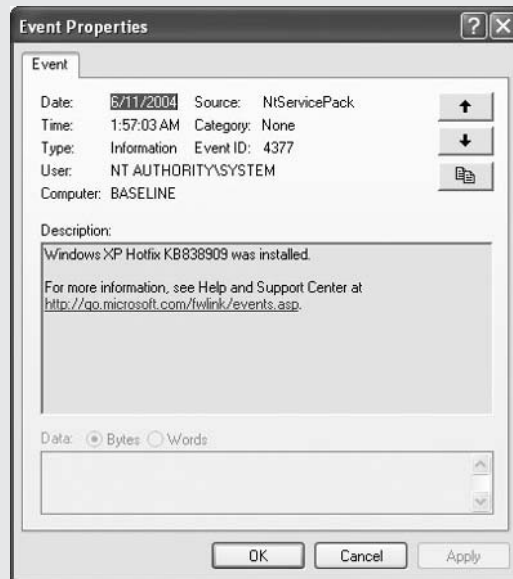 Event Properties
Event
Date: 6/11/2004 Source: NtServicePack
Time: 1:57:03 AM Category: None
Type: Information Event ID: 4377
User: NT AUTHORITY\SYSTEM
Computer: BASELINE
Description:
Windows XP Hotfix KB838909 was installed.
For more information, see Help and Support Center at
http://go.microsoft.com/fwlink/events.asp.
Data: Bytes Words
OK Cancel Apply